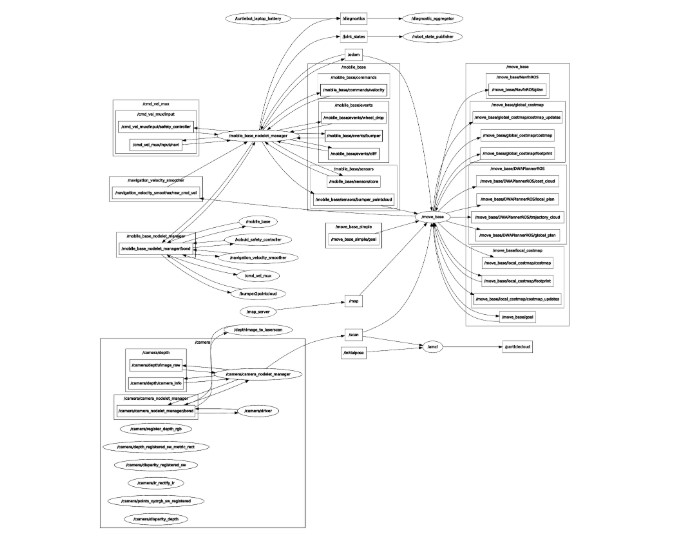 /turtlebot_laptop_battery
/diagnostics
/diagnostic_aggregator
/joint_states
/robot_state_publisher
/odom
/mobile_base
/mobile_base/commands
/mobile_base/commands/velocity
/mobile_base/events
/mobile_base/events/wheel_drop
/mobile_base/events/bumper
/mobile_base/events/cliff
/mobile_base/sensors
/mobile_base/sensors/core
/mobile_base/sensors/bumper_pointcloud
/move_base
/move_base/NavfnROS
/move_base/NavfnROS/plan
/move_base/global_costmap
/move_base/global_costmap/costmap_updates
/move_base/global_costmap/costmap
/move_base/global_costmap/footprint
/move_base/DWAPlannerROS
/move_base/DWAPlannerROS/cost_cloud
/move_base/DWAPlannerROS/local_plan
/move_base/DWAPlannerROS/trajectory_cloud
/move_base/DWAPlannerROS/global_plan
/move_base/local_costmap
/move_base/local_costmap/costmap
/move_base/local_costmap/footprint
/move_base/local_costmap/costmap_updates
/move_base/goal
/cmd_vel_mux
/cmd_vel_mux/input
/cmd_vel_mux/input/safety_controller
/cmd_vel_mux/input/navi
/mobile_base_nodelet_manager
/navigation_velocity_smoother
/navigation_velocity_smoother/raw_cmd_vel
/move_base
/move_base_simple
/move_base_simple/goal
/mobile_base_nodelet_manager
/mobile_base_nodelet_manager/bond
/mobile_base
/kobuki_safety_controller
/navigation_velocity_smoother
/cmd_vel_mux
/bumper2pointcloud
/map_server
/map
/depthimage_to_laserscan
/scan
/initialpose
/amcl
/particlecloud
/camera
/camera/depth
/camera/depth/image_raw
/camera/depth/camera_info
/camera/camera_nodelet_manager
/camera/camera_nodelet_manager
/camera/camera_nodelet_manager/bond
/camera/driver
/camera/register_depth_rgb
/camera/depth_registered_sw_metric_rect
/camera/disparity_registered_sw
/camera/ir_rectify_ir
/camera/points_xyzrgb_sw_registered
/camera/disparity_depth